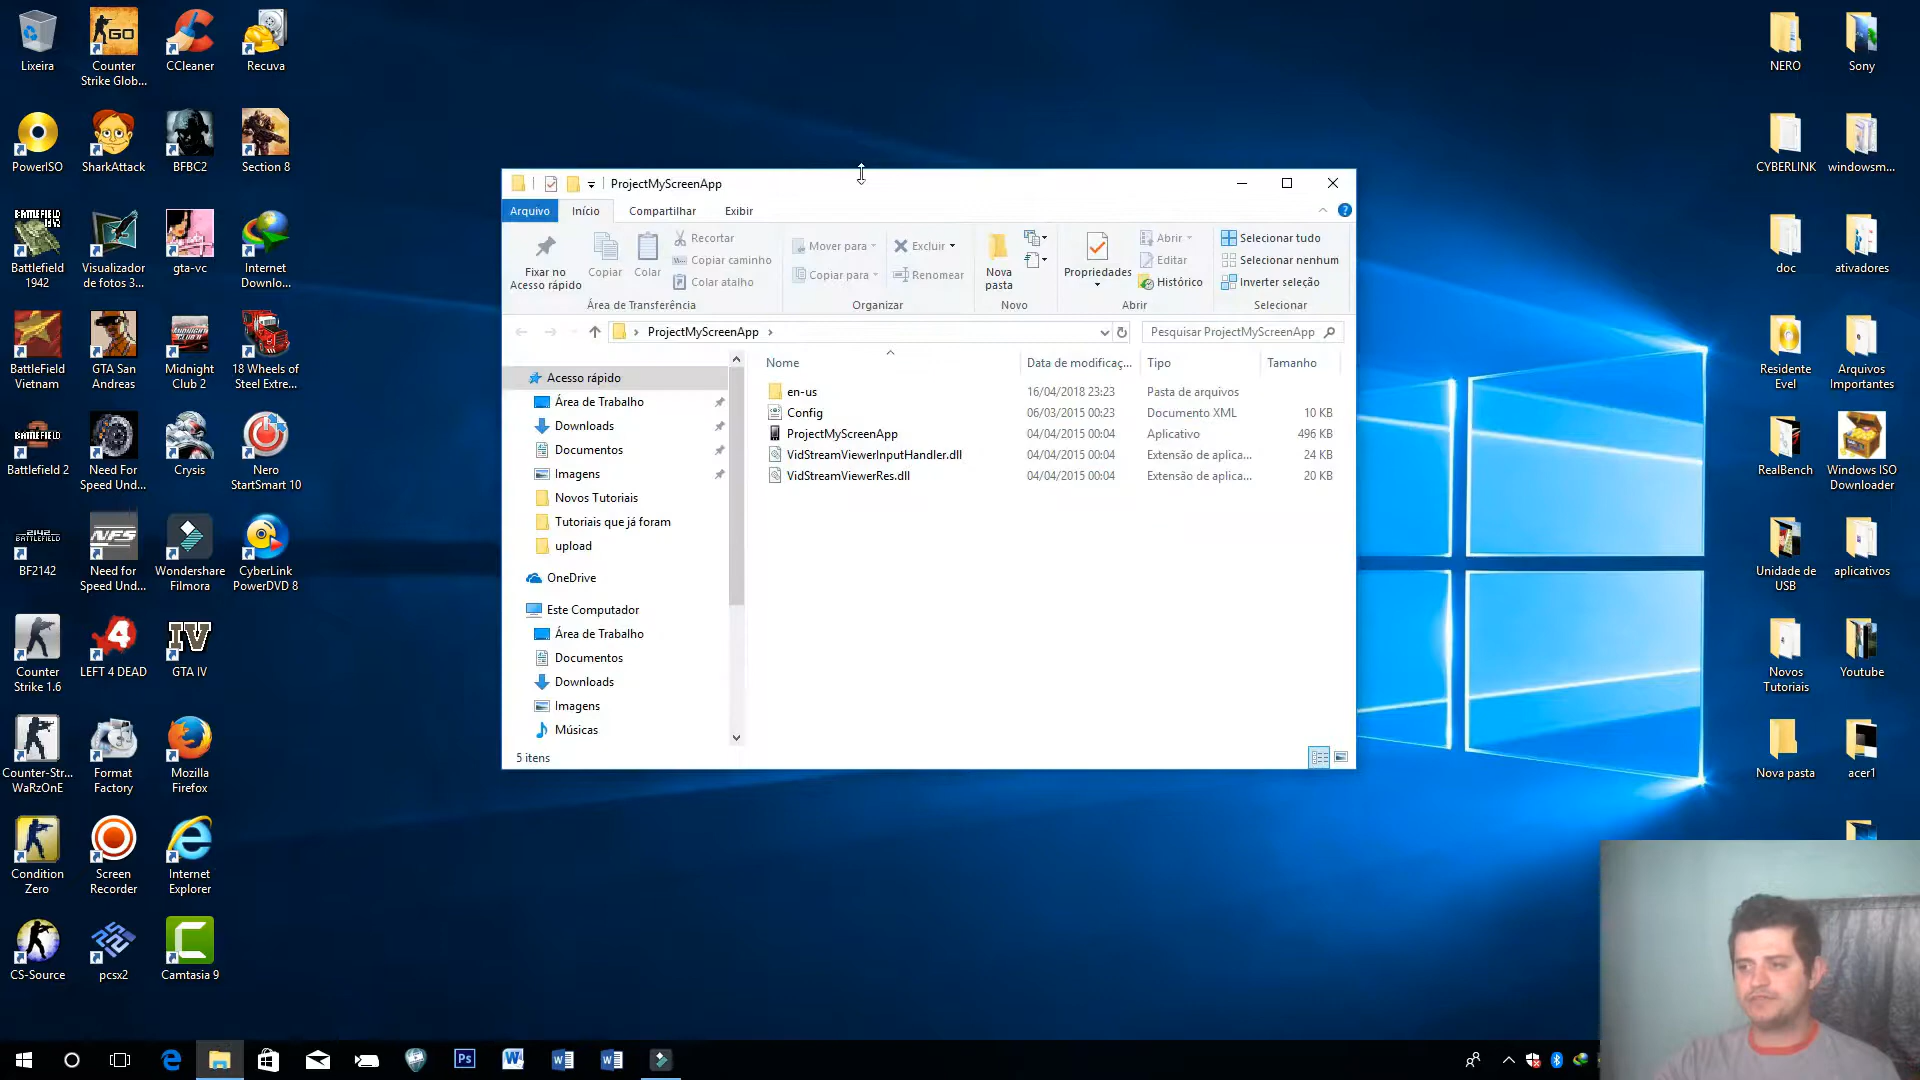 Lixeira
Counter
Strike Glob...
CCleaner
Recuva
PowerISO
SharkAttack
BFBC2
Section 8
Battlefield
1942
Visualizador
de fotos 3...
gta-vc
Internet
Downlo...
BattleField
Vietnam
GTA San
Andreas
Midnight
Club 2
18 Wheels of
Steel Extre...
Battlefield 2
Need For
Speed Und...
Crysis
Nero
StartSmart 10
BF2142
Need for
Speed Und...
Wondershare
Filmora
CyberLink
PowerDVD 8
Counter
Strike 1.6
LEFT 4 DEAD
GTA IV
Counter-Str...
WaRzOnE
Format
Factory
Mozilla
Firefox
Condition
Zero
Screen
Recorder
Internet
Explorer
CS-Source
pcsx2
Camtasia 9
ProjectMyScreenApp
Arquivo
Início
Compartilhar
Exibir
Fixar no
Acesso rápido
Copiar
Colar
Recortar
Copiar caminho
Colar atalho
Área de Transferência
Mover para
Copiar para
Excluir
Renomear
Organizar
Nova
pasta
Novo
Propriedades
Abrir
Editar
Histórico
Abrir
Selecionar tudo
Selecionar nenhum
Inverter seleção
Selecionar
ProjectMyScreenApp
Pesquisar ProjectMyScreenApp
Acesso rápido
Área de Trabalho
Downloads
Documentos
Imagens
Novos Tutoriais
Tutoriais que já foram
upload
OneDrive
Este Computador
Área de Trabalho
Documentos
Downloads
Imagens
Músicas
Nome Data de modificaç... Tipo Tamanho
en-us 16/04/2018 23:23 Pasta de arquivos
Config 06/03/2015 00:23 Documento XML 10 KB
ProjectMyScreenApp 04/04/2015 00:04 Aplicativo 496 KB
VidStreamViewerInputHandler.dll 04/04/2015 00:04 Extensão de aplica... 24 KB
VidStreamViewerRes.dll 04/04/2015 00:04 Extensão de aplica... 20 KB
5 itens
NERO
Sony
CYBERLINK
windowsm...
doc
ativadores
Residente
Evel
Arquivos
Importantes
RealBench
Windows ISO
Downloader
Unidade de
USB
aplicativos
Novos
Tutoriais
Youtube
Nova pasta
acer1